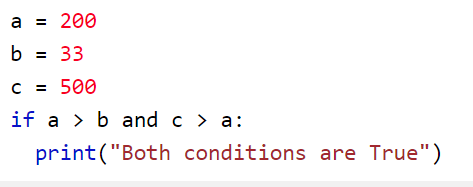 a = 200
b = 33
c = 500
if a > b and c > a:
  print("Both conditions are True")